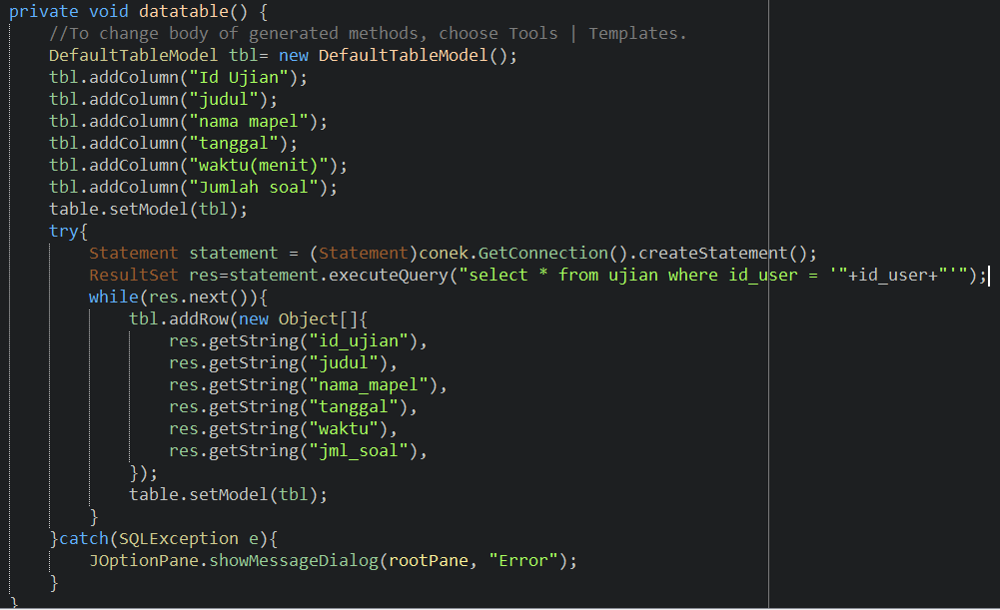 private void datatable() {
    //To change body of generated methods, choose Tools | Templates.
    DefaultTableModel tbl= new DefaultTableModel();
    tbl.addColumn("Id Ujian");
    tbl.addColumn("judul");
    tbl.addColumn("nama mapel");
    tbl.addColumn("tanggal");
    tbl.addColumn("waktu(menit)");
    tbl.addColumn("Jumlah soal");
    table.setModel(tbl);
    try{
        Statement statement = (Statement)conek.GetConnection().createStatement();
        ResultSet res=statement.executeQuery("select * from ujian where id_user = '"+id_user+"'");
        while(res.next()){
            tbl.addRow(new Object[]{
                res.getString("id_ujian"),
                res.getString("judul"),
                res.getString("nama_mapel"),
                res.getString("tanggal"),
                res.getString("waktu"),
                res.getString("jml_soal"),
            });
            table.setModel(tbl);
        }
    }catch(SQLException e){
        JOptionPane.showMessageDialog(rootPane, "Error");
    }
}